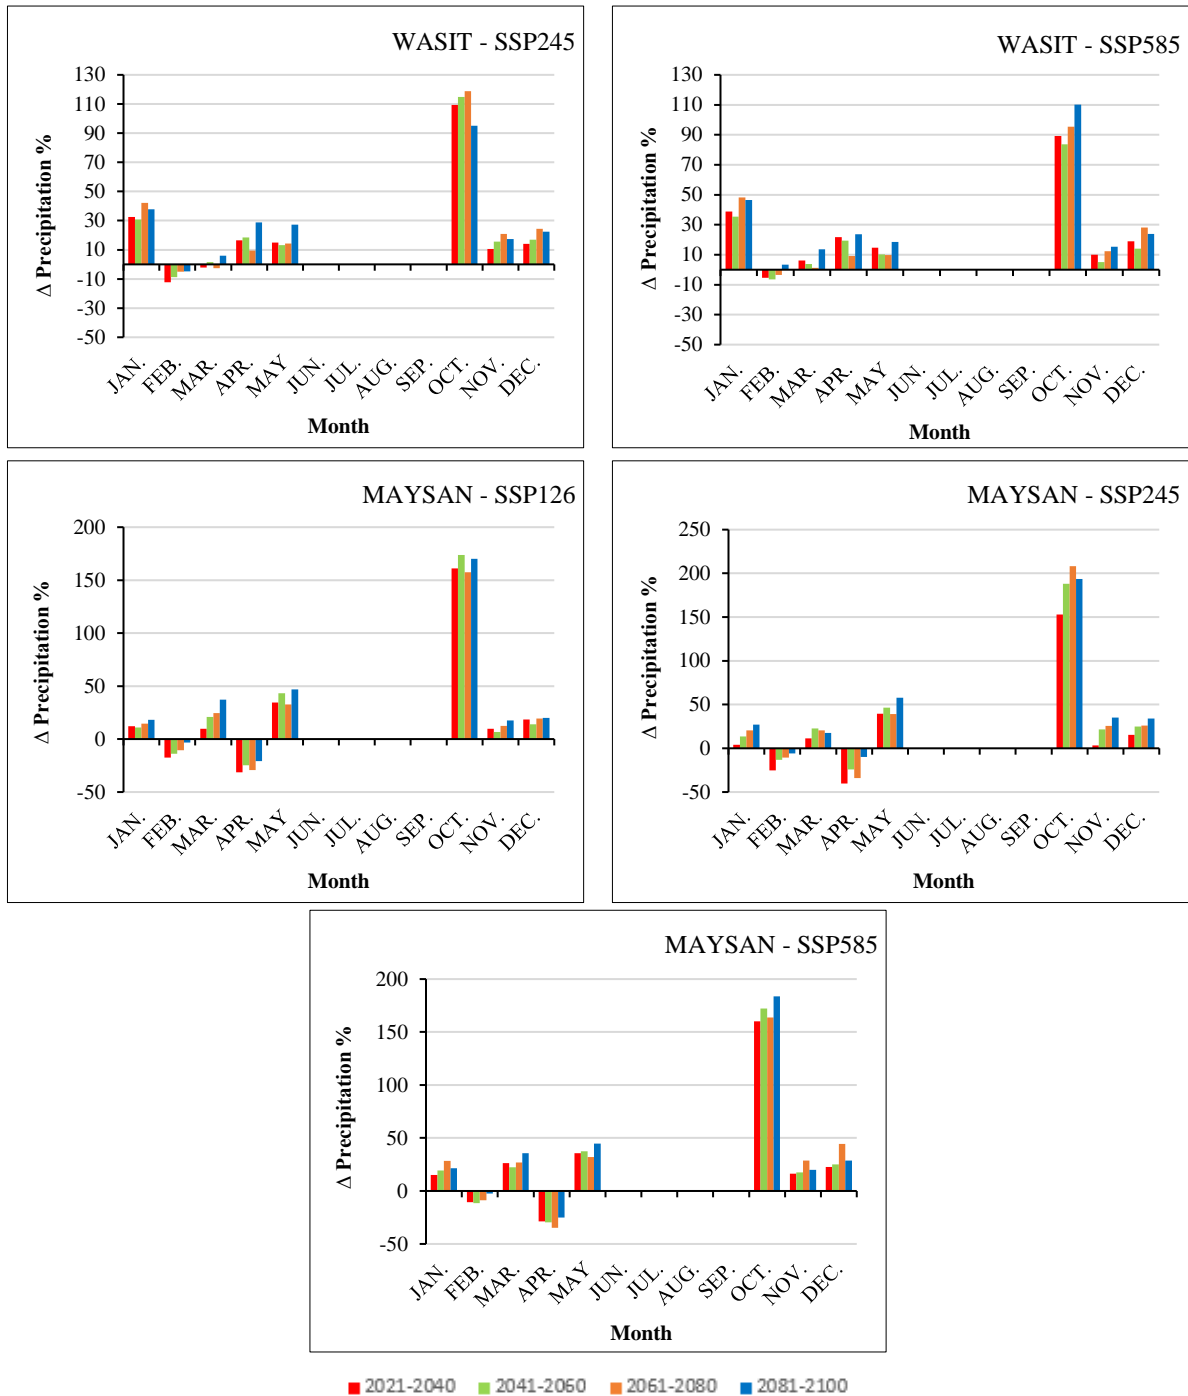 WASIT - SSP245
Δ Precipitation %
130
110
90
70
50
30
10
-10
-30
-50
JAN. FEB. MAR. APR. MAY JUN. JUL. AUG. SEP. OCT. NOV. DEC.
Month
WASIT - SSP585
Δ Precipitation %
130
110
90
70
50
30
10
-10
-30
-50
JAN. FEB. MAR. APR. MAY JUN. JUL. AUG. SEP. OCT. NOV. DEC.
Month
MAYSAN - SSP126
Δ Precipitation %
200
150
100
50
0
-50
JAN. FEB. MAR. APR. MAY JUN. JUL. AUG. SEP. OCT. NOV. DEC.
Month
MAYSAN - SSP245
Δ Precipitation %
250
200
150
100
50
0
-50
JAN. FEB. MAR. APR. MAY JUN. JUL. AUG. SEP. OCT. NOV. DEC.
Month
MAYSAN - SSP585
Δ Precipitation %
200
150
100
50
0
-50
JAN. FEB. MAR. APR. MAY JUN. JUL. AUG. SEP. OCT. NOV. DEC.
Month
2021-2040 2041-2060 2061-2080 2081-2100